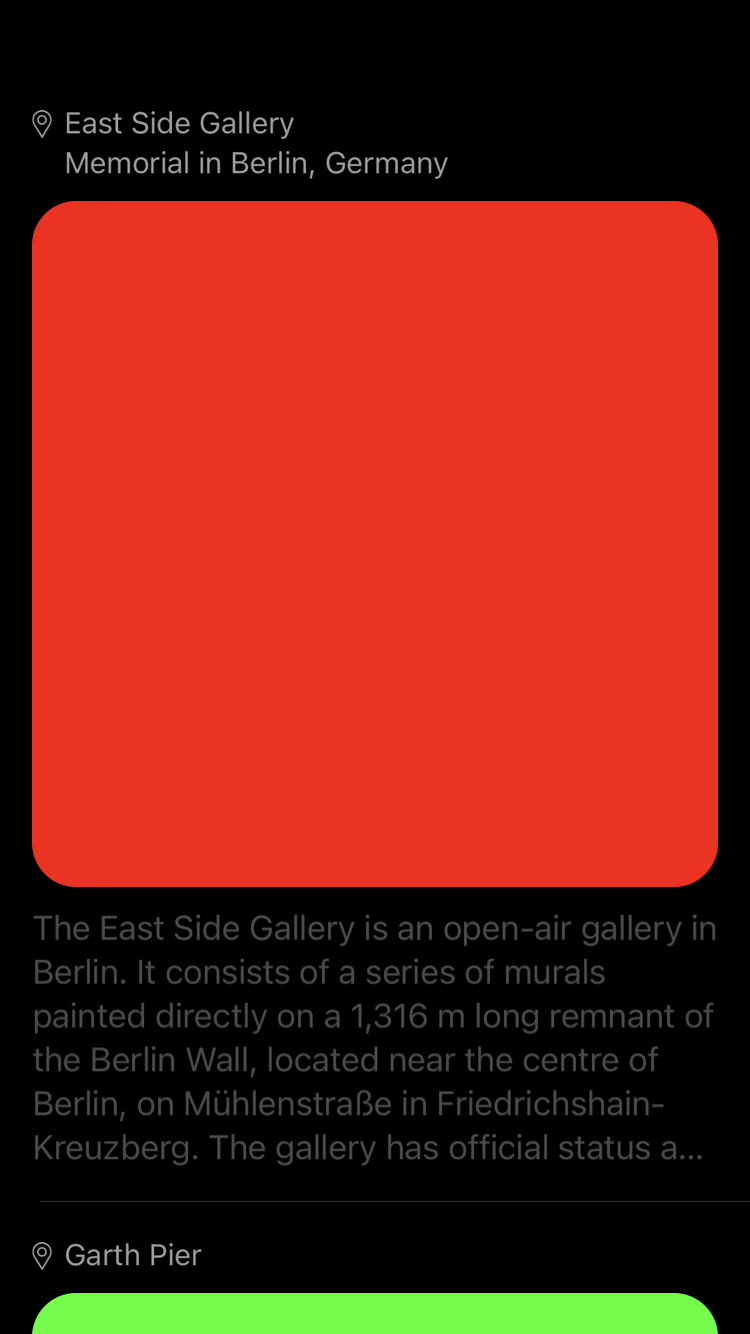 East Side Gallery
Memorial in Berlin, Germany
The East Side Gallery is an open-air gallery in
Berlin. It consists of a series of murals
painted directly on a 1,316 m long remnant of
the Berlin Wall, located near the centre of
Berlin, on Mühlenstraße in Friedrichshain-
Kreuzberg. The gallery has official status a...
Garth Pier